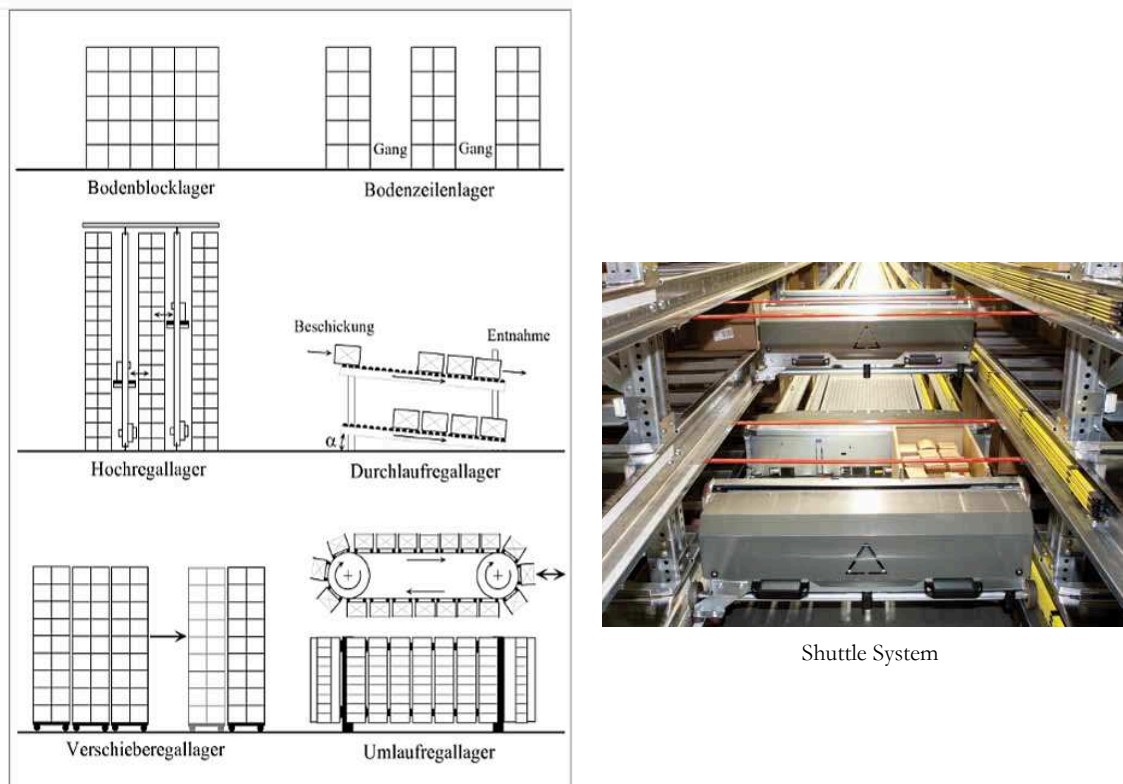 Gang
Gang
Bodenblocklager
Bodenzeilenlager
Beschickung
Entnahme
α
Hochregallager
Durchlaufregallager
Verschieberegallager
Umlaufregallager
Shuttle System